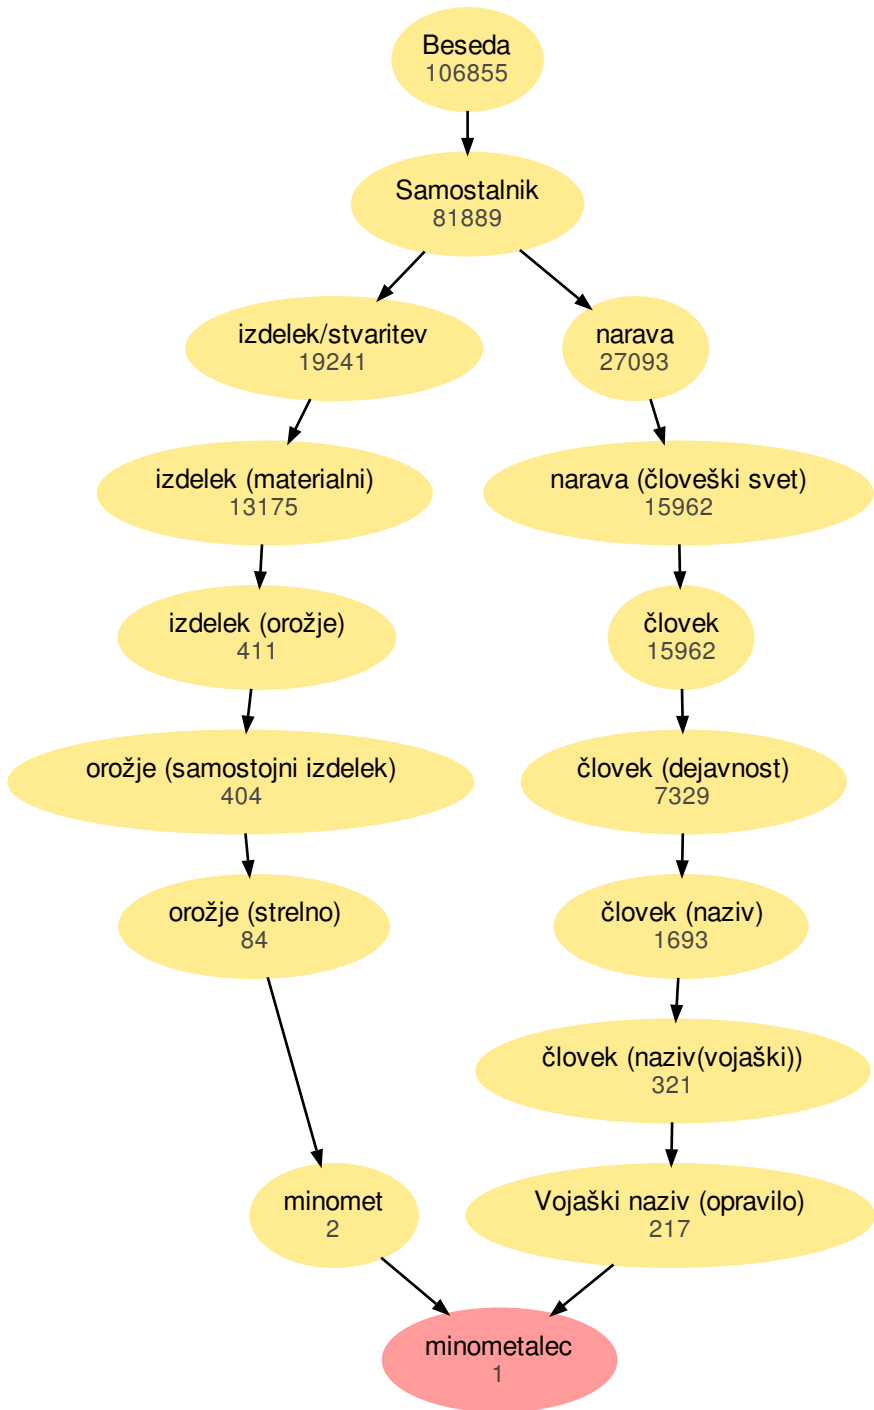 Beseda
106855
Samostalnik
81889
izdelek/stvaritev
19241
narava
27093
izdelek (materialni)
13175
narava (človeški svet)
15962
izdelek (orožje)
411
človek
15962
orožje (samostojni izdelek)
404
človek (dejavnost)
7329
orožje (strelno)
84
človek (naziv)
1693
človek (naziv(vojaški))
321
minomet
2
Vojaški naziv (opravilo)
217
minometalec
1